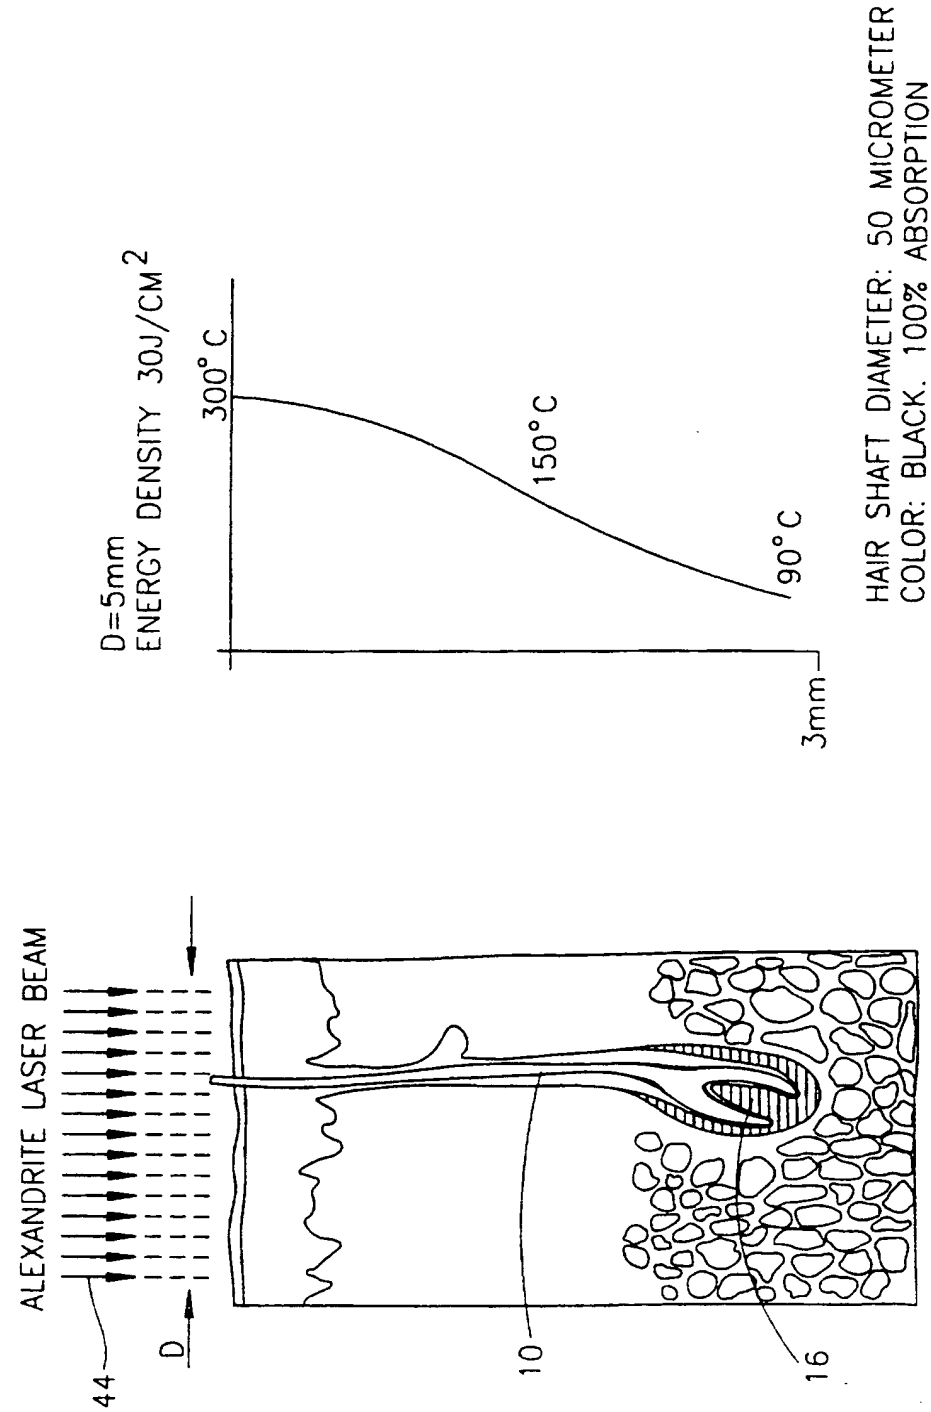 ALEXANDRITE LASER BEAM
44
D
10
16
D=5mm
ENERGY DENSITY 30J/CM2
300°C
150°C
90°C
3mm
HAIR SHAFT DIAMETER: 50 MICROMETER
COLOR: BLACK. 100% ABSORPTION